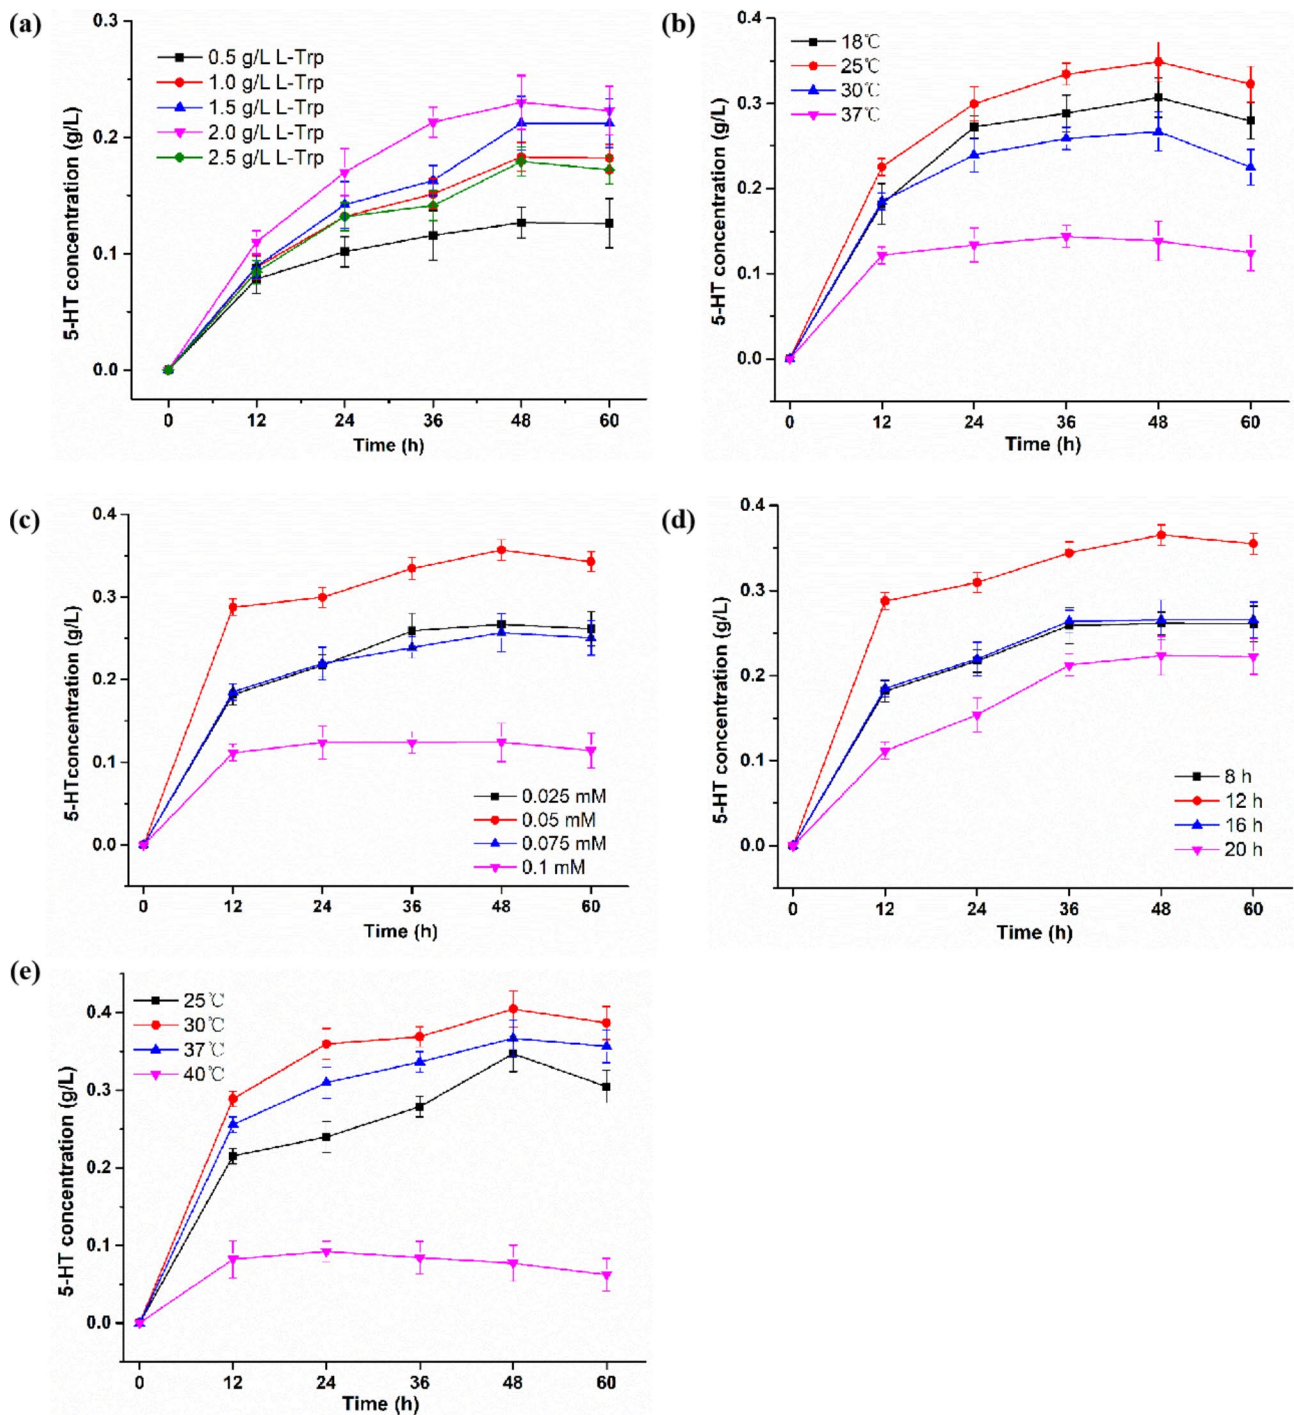 (a)
0.3
0.2
0.1
0.0
5-HT concentration (g/L)
0.5 g/L L-Trp
1.0 g/L L-Trp
1.5 g/L L-Trp
2.0 g/L L-Trp
2.5 g/L L-Trp
0 12 24 36 48 60
Time (h)
(b)
0.4
0.3
0.2
0.1
0.0
5-HT concentration (g/L)
18℃
25℃
30℃
37℃
0 12 24 36 48 60
Time (h)
(c)
0.4
0.3
0.2
0.1
0.0
5-HTconcentration (g/L)
0.025 mM
0.05 mM
0.075 mM
0.1 mM
0 12 24 36 48 60
Time (h)
(d)
0.4
0.3
0.2
0.1
0.0
5-HT concentration (g/L)
8 h
12 h
16 h
20 h
0 12 24 36 48 60
Time (h)
(e)
0.4
0.3
0.2
0.1
0.0
5-HT concentration (g/L)
25℃
30℃
37℃
40℃
0 12 24 36 48 60
Time (h)